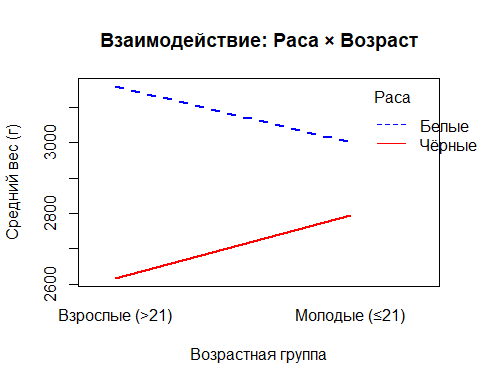 Взаимодействие: Раса × Возраст
Раса
Белые
Чёрные
3000
2800
2600
Средний вес (г)
Взрослые (>21)
Молодые (≤21)
Возрастная группа